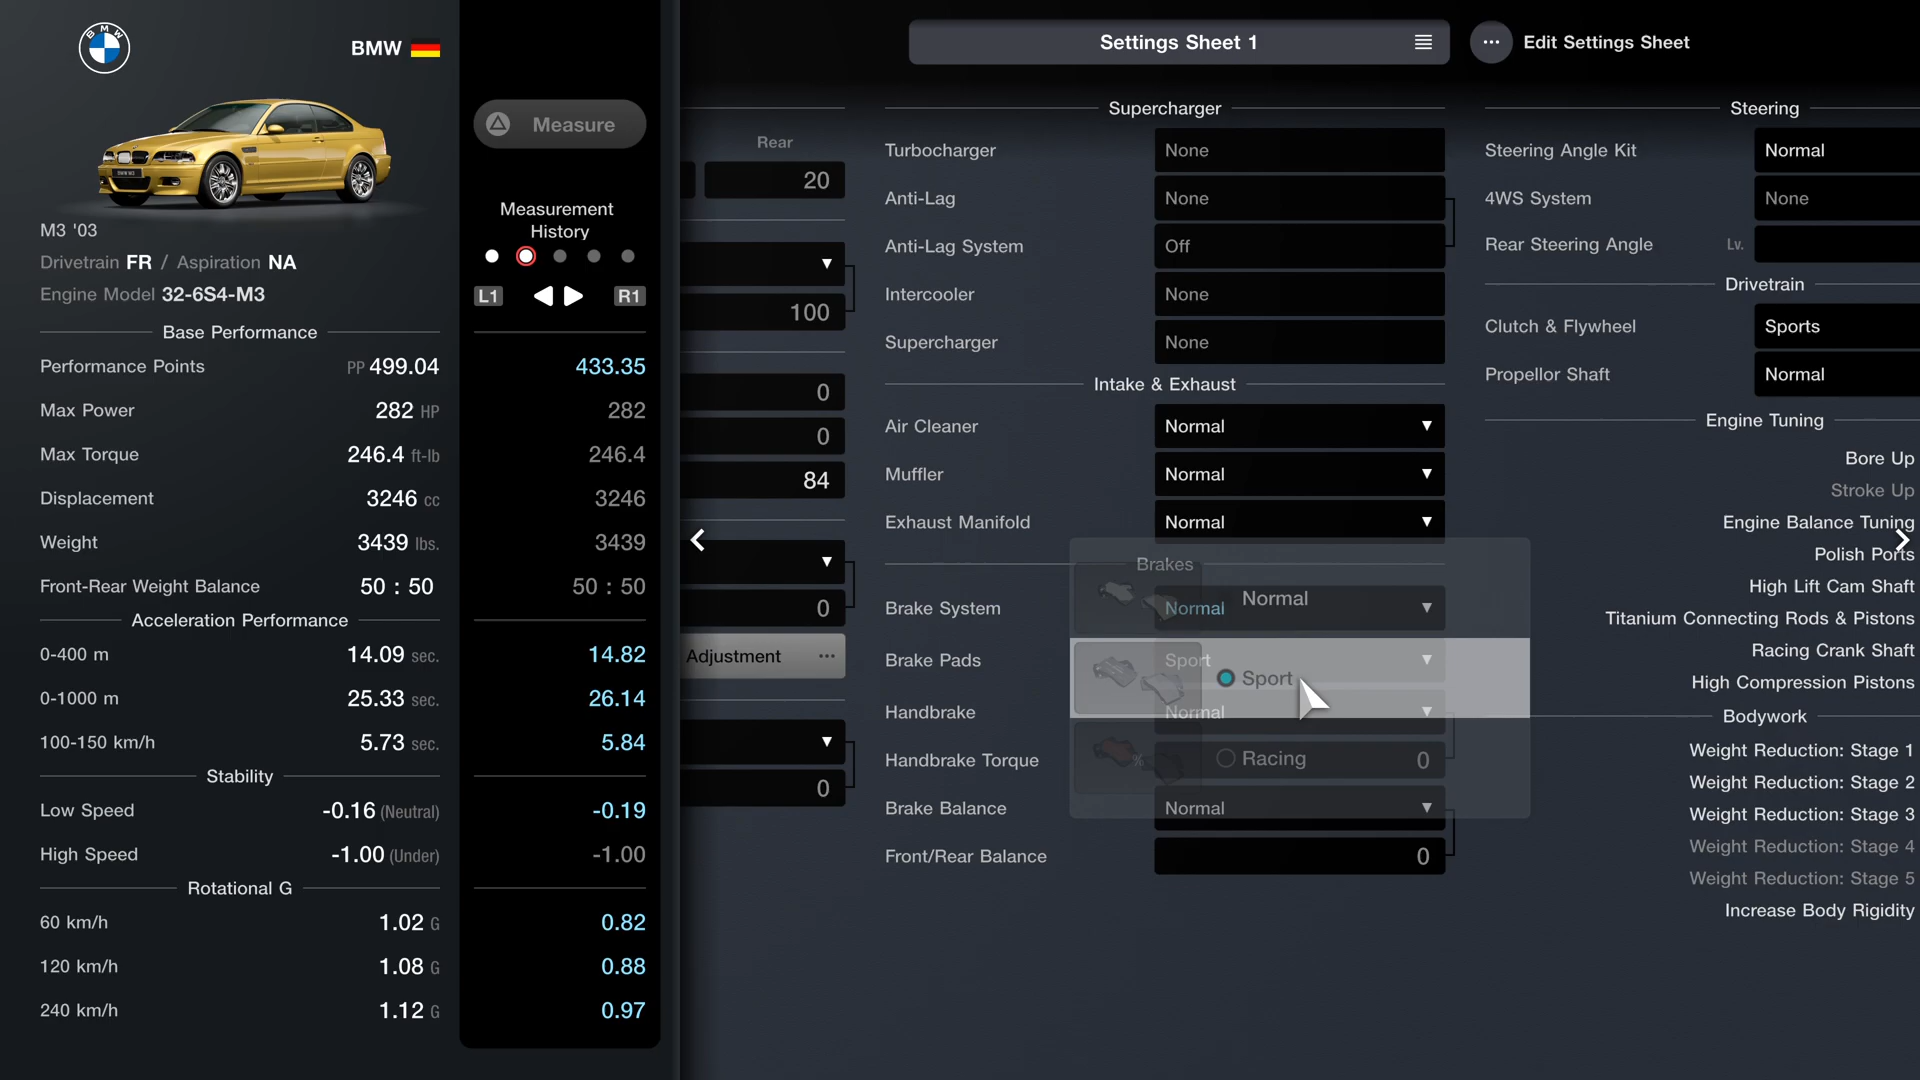 BMW
BMW
M3 '03
Drivetrain FR / Aspiration NA
Engine Model 32-6S4-M3
Base Performance
Performance Points PP 499.04
Max Power 282 HP
Max Torque 246.4 ft-lb
Displacement 3246 cc
Weight 3439 lbs.
Front-Rear Weight Balance 50 : 50
Acceleration Performance
0-400 m 14.09 sec.
0-1000 m 25.33 sec.
100-150 km/h 5.73 sec.
Stability
Low Speed -0.16 (Neutral)
High Speed -1.00 (Under)
Rotational G
60 km/h 1.02 G
120 km/h 1.08 G
240 km/h 1.12 G
Measure
Measurement
History
L1 R1
433.35
282
246.4
3246
3439
50 : 50
14.82
26.14
5.84
-0.19
-1.00
0.82
0.88
0.97
Settings Sheet 1
Edit Settings Sheet
Rear
20
100
0
0
84
0
Adjustment
0
Supercharger
Turbocharger None
Anti-Lag None
Anti-Lag System Off
Intercooler None
Supercharger None
Intake & Exhaust
Air Cleaner Normal
Muffler Normal
Exhaust Manifold Normal
Brakes
Brake System Normal
Brake Pads Sport
Handbrake Normal
Handbrake Torque % 0
Brake Balance Normal
Front/Rear Balance 0
Normal
Sport
Racing
Steering
Steering Angle Kit Normal
4WS System None
Rear Steering Angle Lv.
Drivetrain
Clutch & Flywheel Sports
Propellor Shaft Normal
Engine Tuning
Bore Up
Stroke Up
Engine Balance Tuning
Polish Ports
High Lift Cam Shaft
Titanium Connecting Rods & Pistons
Racing Crank Shaft
High Compression Pistons
Bodywork
Weight Reduction: Stage 1
Weight Reduction: Stage 2
Weight Reduction: Stage 3
Weight Reduction: Stage 4
Weight Reduction: Stage 5
Increase Body Rigidity